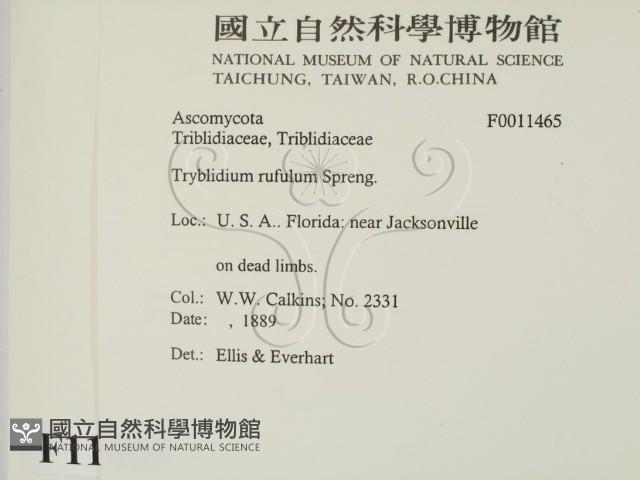 國立自然科學博物館
NATIONAL MUSEUM OF NATURAL SCIENCE
TAICHUNG, TAIWAN, R.O.CHINA
Ascomycota F0011465
Triblidiaceae, Triblidiaceae
Tryblidium rufulum Spreng.
Loc.: U. S. A.. Florida: near Jacksonville
on dead limbs.
Col.: W.W. Calkins; No. 2331
Date: , 1889
Det.: Ellis & Everhart
國立自然科學博物館
NATIONAL MUSEUM OF NATURAL SCIENCE
F11